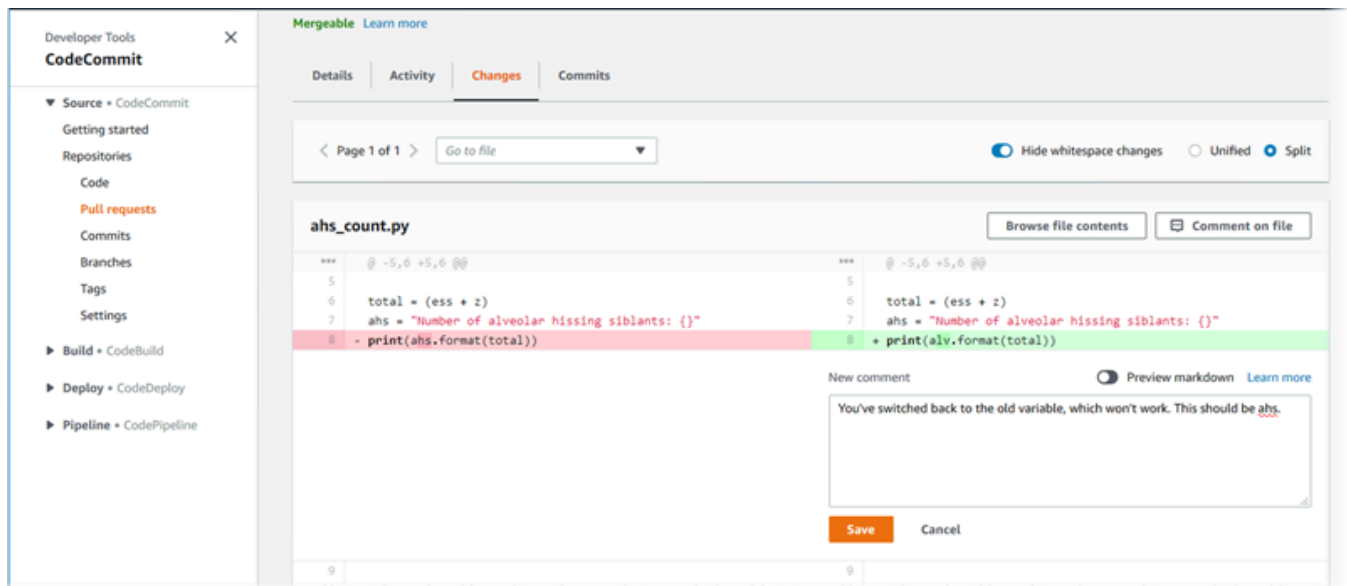 Mergeable Learn more
Developer Tools
CodeCommit
Details Activity Changes Commits
Source • CodeCommit
Getting started
Repositories
Code
Pull requests
Commits
Branches
Tags
Settings
Build • CodeBuild
Deploy • CodeDeploy
Pipeline • CodePipeline
Page 1 of 1 Go to file Hide whitespace changes Unified Split
ahs_count.py Browse file contents Comment on file
*** @ -5,6 +5,6 @@
5
6 total = (ess + z)
7 ahs = "Number of alveolar hissing siblants: {}"
8 - print(ahs.format(total))
9
*** @ -5,6 +5,6 @@
5
6 total = (ess + z)
7 ahs = "Number of alveolar hissing siblants: {}"
8 + print(alv.format(total))
New comment Preview markdown Learn more
You've switched back to the old variable, which won't work. This should be ahs.
Save Cancel
9